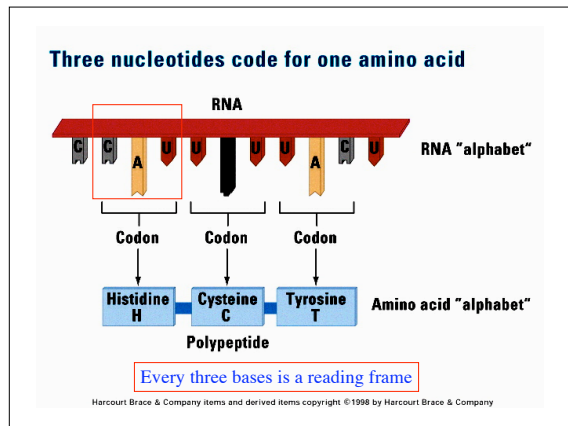 Three nucleotides code for one amino acid
RNA
C C A U U U U A C U
RNA "alphabet"
Codon Codon Codon
Histidine Cysteine Tyrosine
H C T
Amino acid "alphabet"
Polypeptide
Every three bases is a reading frame
Harcourt Brace & Company items and derived items copyright ©1998 by Harcourt Brace & Company